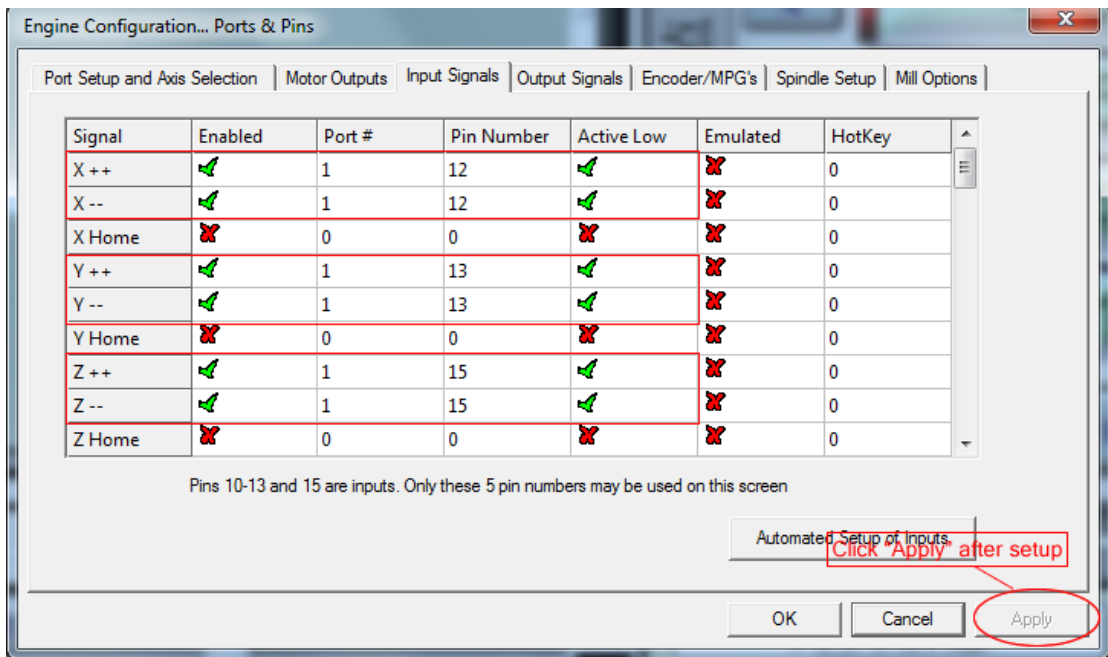 Engine Configuration... Ports & Pins
Port Setup and Axis Selection Motor Outputs Input Signals Output Signals Encoder/MPG's Spindle Setup Mill Options
Signal Enabled Port # Pin Number Active Low Emulated HotKey
X ++ 1 12 0
X -- 1 12 0
X Home 0 0 0
Y ++ 1 13 0
Y -- 1 13 0
Y Home 0 0 0
Z ++ 1 15 0
Z -- 1 15 0
Z Home 0 0 0
Pins 10-13 and 15 are inputs. Only these 5 pin numbers may be used on this screen
Automated Setup of Inputs
Click "Apply" after setup
OK Cancel Apply